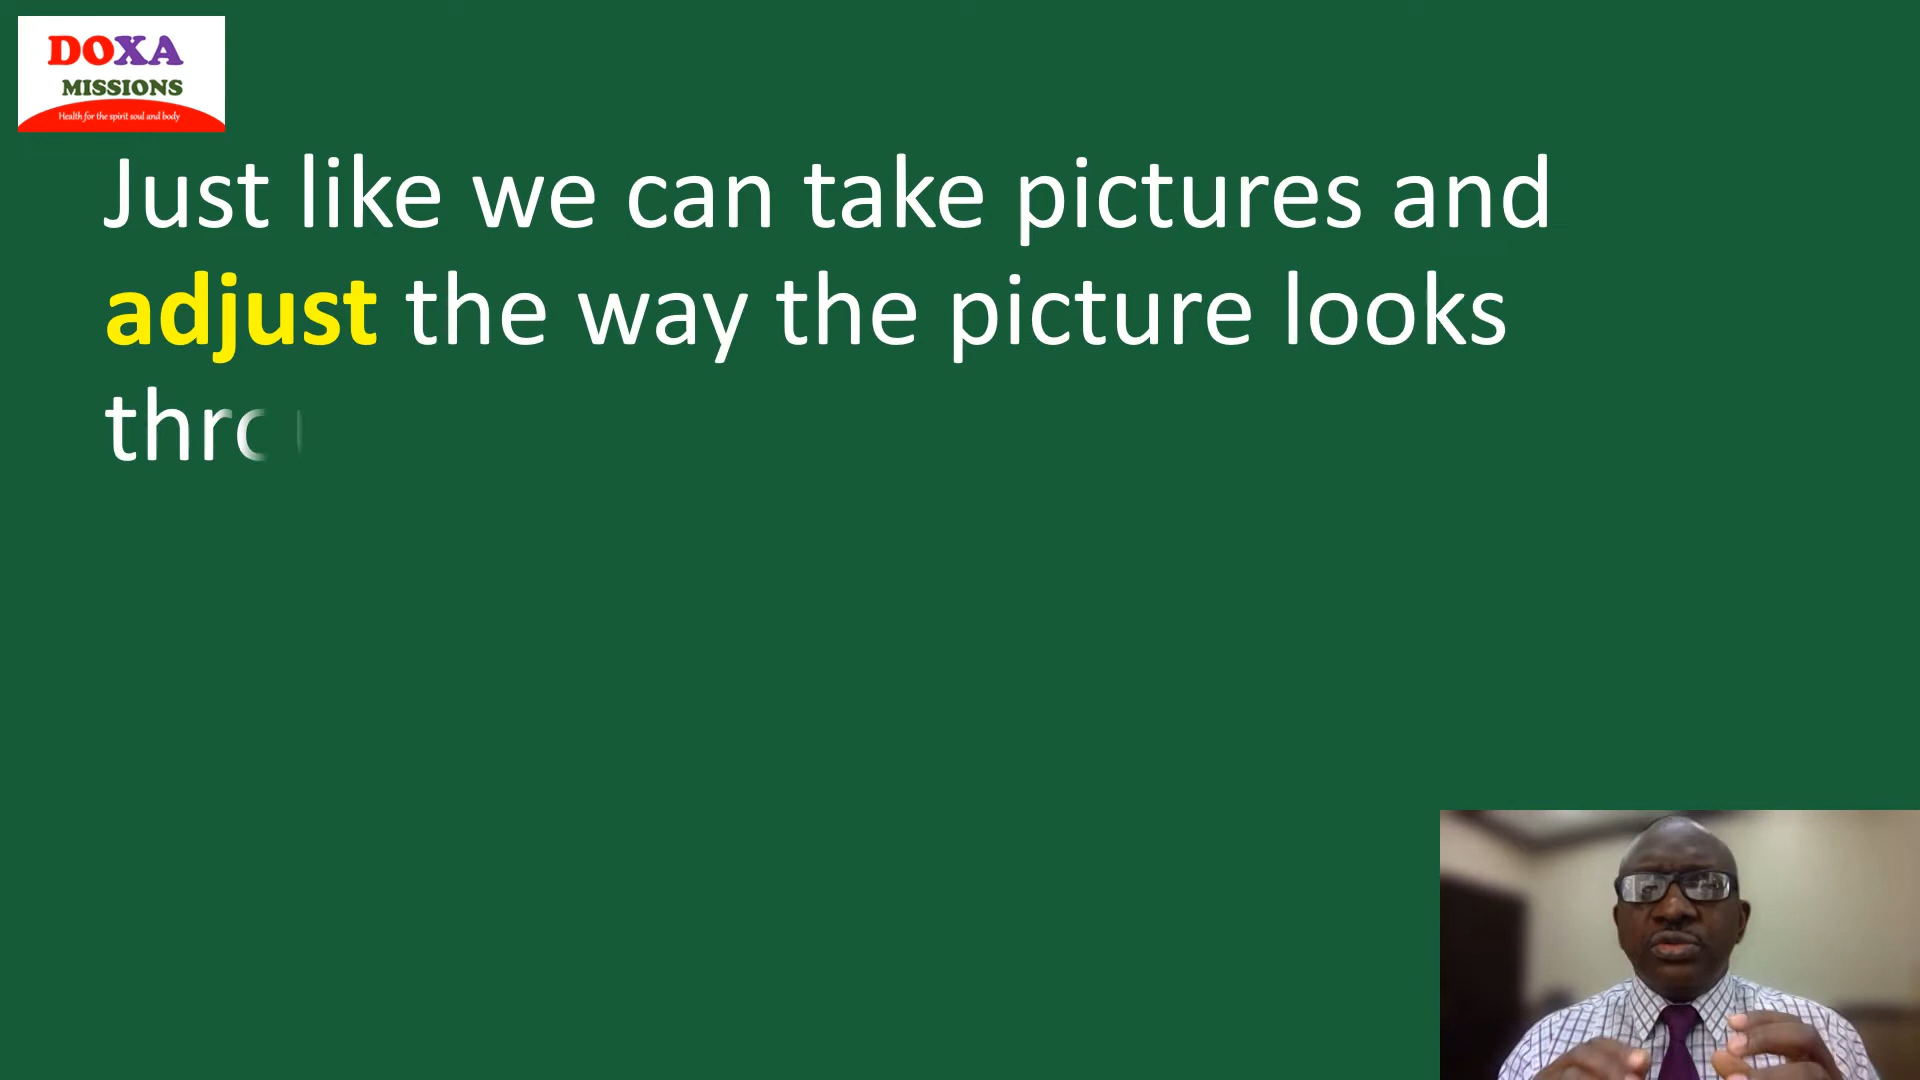 DOXA
MISSIONS
Health for the spirit soul and body
Just like we can take pictures and
adjust the way the picture looks